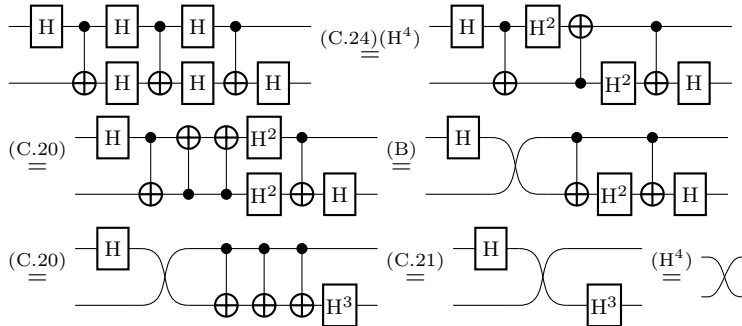 H H H (C.24)(H⁴) H H²
H H H = H² H
(C.20) H H² (B) H
= H² H = H² H
(C.20) H (C.21) H (H⁴)
= H³ = H³ =